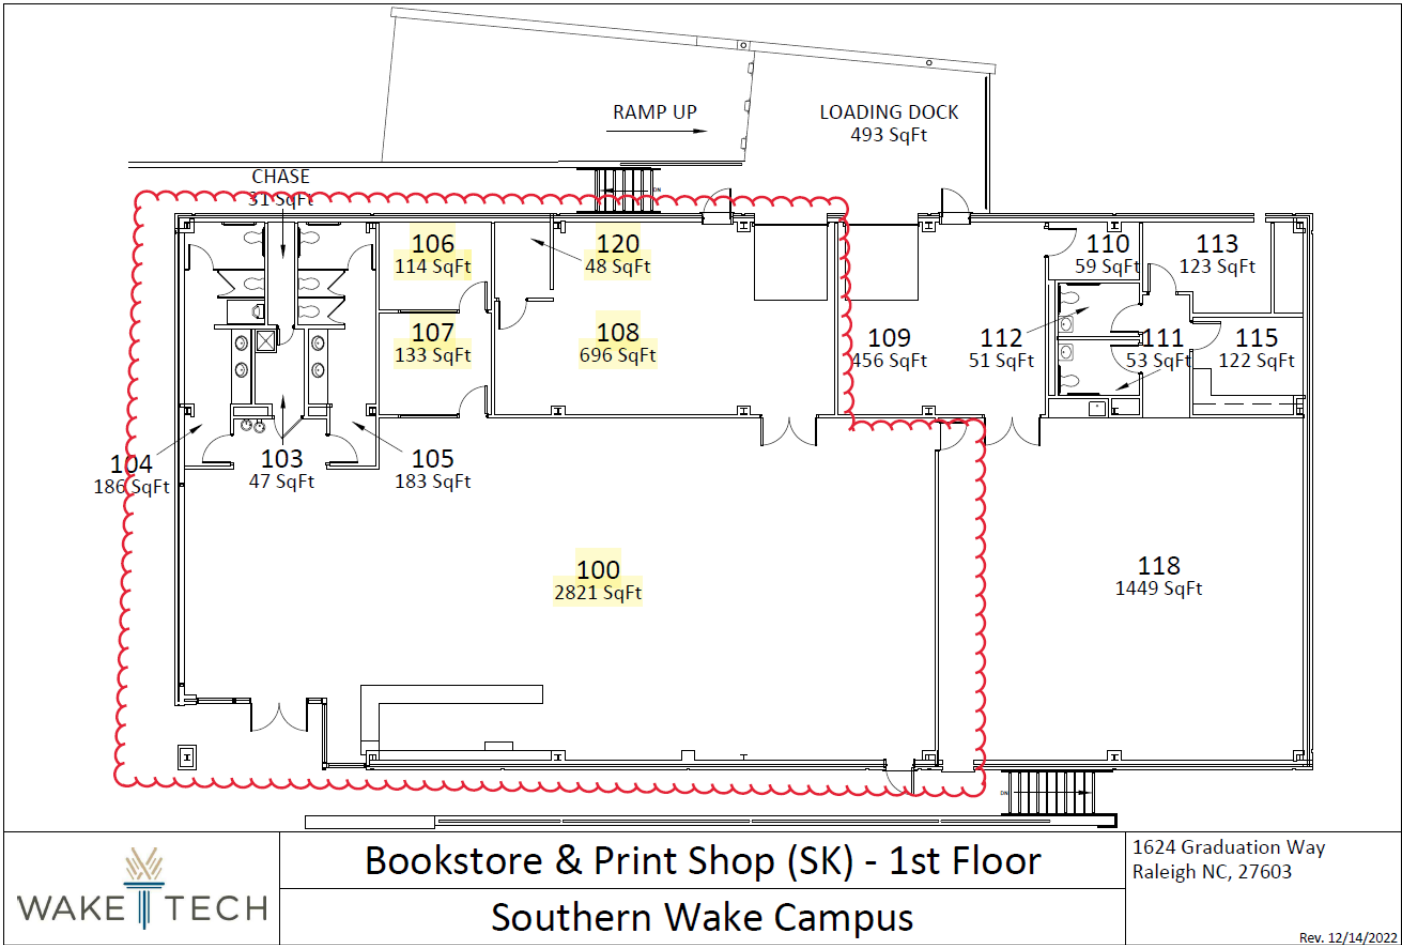 RAMP UP
LOADING DOCK
493 SqFt
CHASE
31 SqFt
DN
106
114 SqFt
120
48 SqFt
110
59 SqFt
113
123 SqFt
107
133 SqFt
108
696 SqFt
109
456 SqFt
112
51 SqFt
111
53 SqFt
115
122 SqFt
104
186 SqFt
103
47 SqFt
105
183 SqFt
100
2821 SqFt
118
1449 SqFt
DN
WAKE TECH
Bookstore & Print Shop (SK) - 1st Floor
Southern Wake Campus
1624 Graduation Way
Raleigh NC, 27603
Rev. 12/14/2022